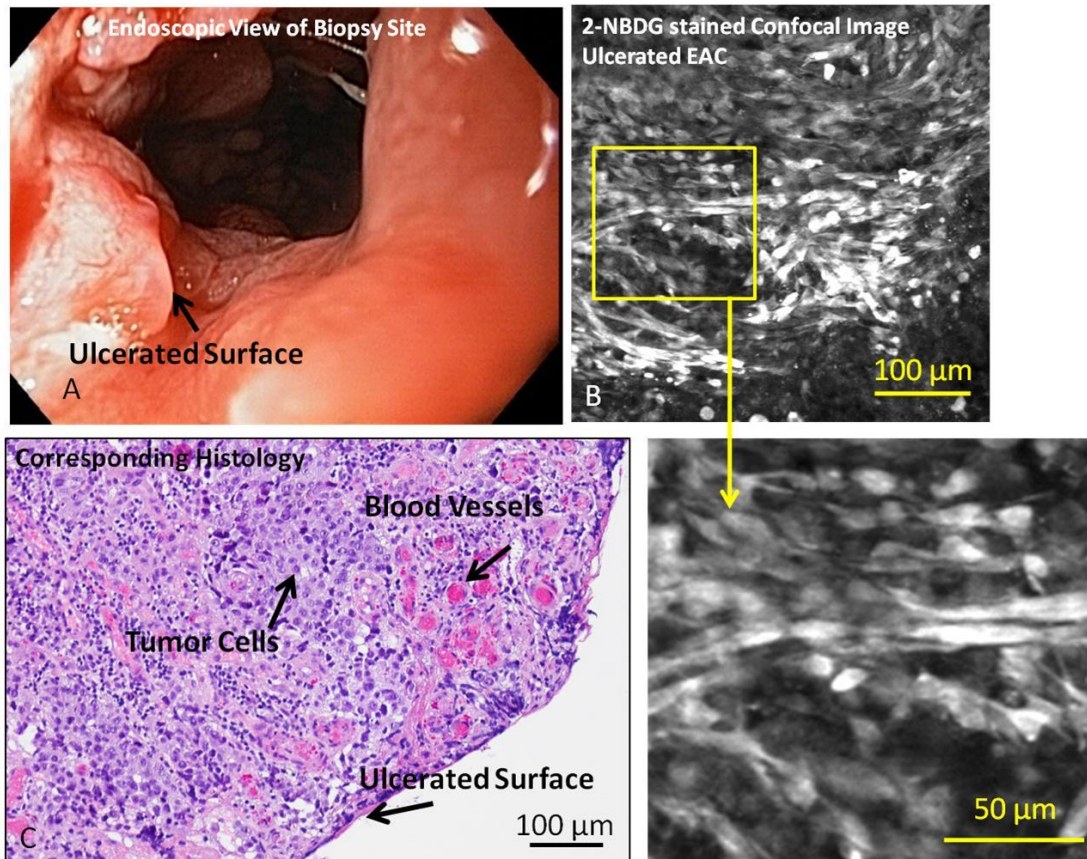 Endoscopic View of Biopsy Site
Ulcerated Surface
A
2-NBDG stained Confocal Image
Ulcerated EAC
100 µm
B
Corresponding Histology
Blood Vessels
Tumor Cells
Ulcerated Surface
100 µm
C
50 µm